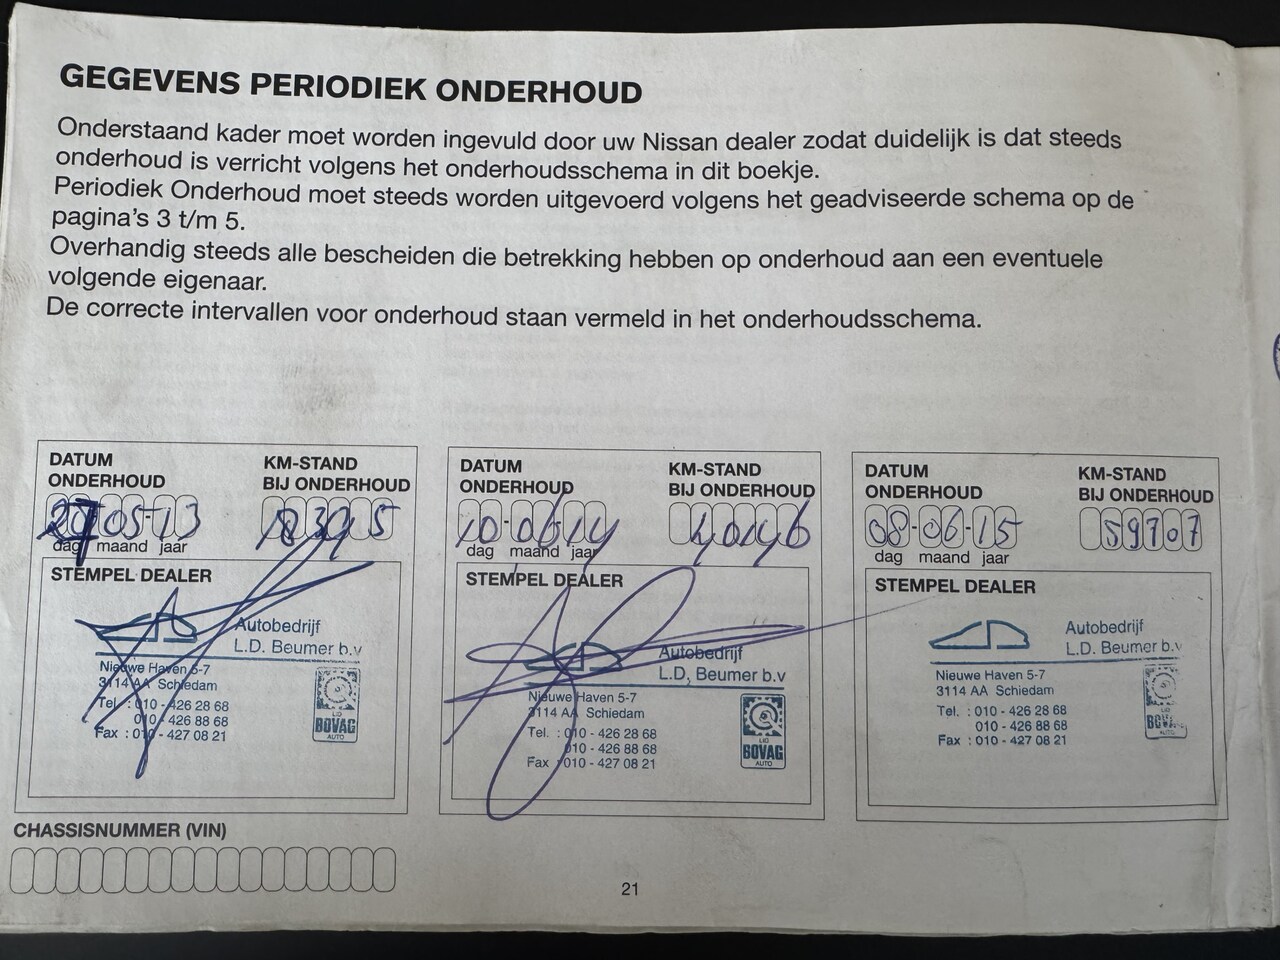 GEGEVENS PERIODIEK ONDERHOUD
Onderstaand kader moet worden ingevuld door uw Nissan dealer zodat duidelijk is dat steeds
onderhoud is verricht volgens het onderhoudsschema in dit boekje.
Periodiek Onderhoud moet steeds worden uitgevoerd volgens het geadviseerde schema op de
pagina's 3 t/m 5.
Overhandig steeds alle bescheiden die betrekking hebben op onderhoud aan een eventuele
volgende eigenaar.
De correcte intervallen voor onderhoud staan vermeld in het onderhoudsschema.
DATUM
ONDERHOUD
KM-STAND
BIJ ONDERHOUD
27-05-13
dag maand jaar
STEMPEL DEALER
Autobedrijf
L.D. Beumer b.v
Nieuwe Haven 5-7
3114 AA Schiedam
Tel. : 010 - 426 28 68
010 - 426 88 68
Fax : 010 - 427 08 21
LID
BOVAG
AUTO
DATUM
ONDERHOUD
KM-STAND
BIJ ONDERHOUD
10-06-14
40146
dag maand jaar
STEMPEL DEALER
Autobedrijf
L.D. Beumer b.v
Nieuwe Haven 5-7
3114 AA Schiedam
Tel. : 010 - 426 28 68
010 - 426 88 68
Fax : 010 - 427 08 21
LID
BOVAG
AUTO
DATUM
ONDERHOUD
KM-STAND
BIJ ONDERHOUD
08-06-15
59707
dag maand jaar
STEMPEL DEALER
Autobedrijf
L.D. Beumer b.v
Nieuwe Haven 5-7
3114 AA Schiedam
Tel. : 010 - 426 28 68
010 - 426 88 68
Fax : 010 - 427 08 21
LID
BOVAG
CHASSISNUMMER (VIN)
21